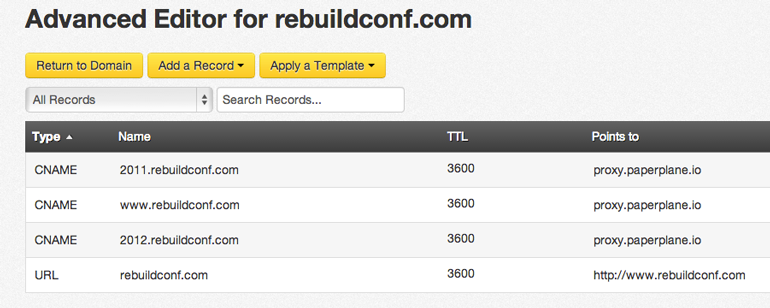 Advanced Editor for rebuildconf.com
Return to Domain Add a Record Apply a Template
All Records Search Records...
Type Name TTL Points to
CNAME 2011.rebuildconf.com 3600 proxy.paperplane.io
CNAME www.rebuildconf.com 3600 proxy.paperplane.io
CNAME 2012.rebuildconf.com 3600 proxy.paperplane.io
URL rebuildconf.com 3600 http://www.rebuildconf.com